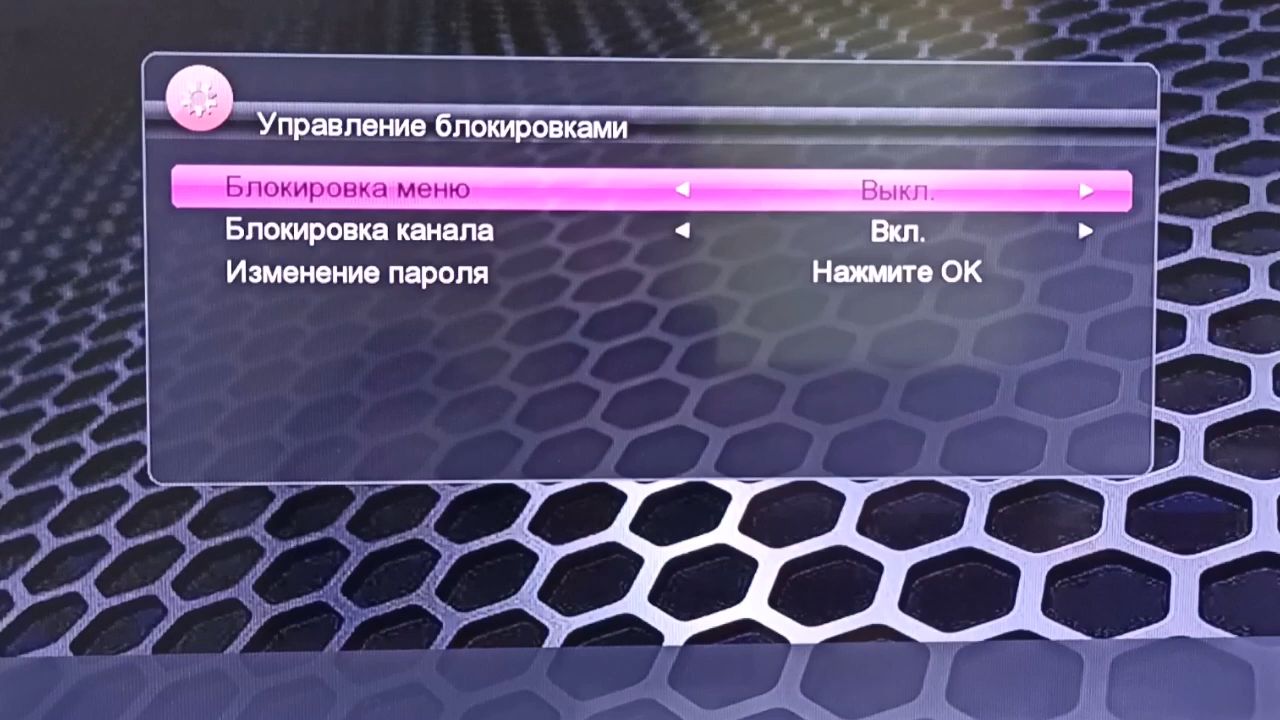 Управление блокировками
Блокировка меню Выкл.
Блокировка канала Вкл.
Изменение пароля Нажмите OK